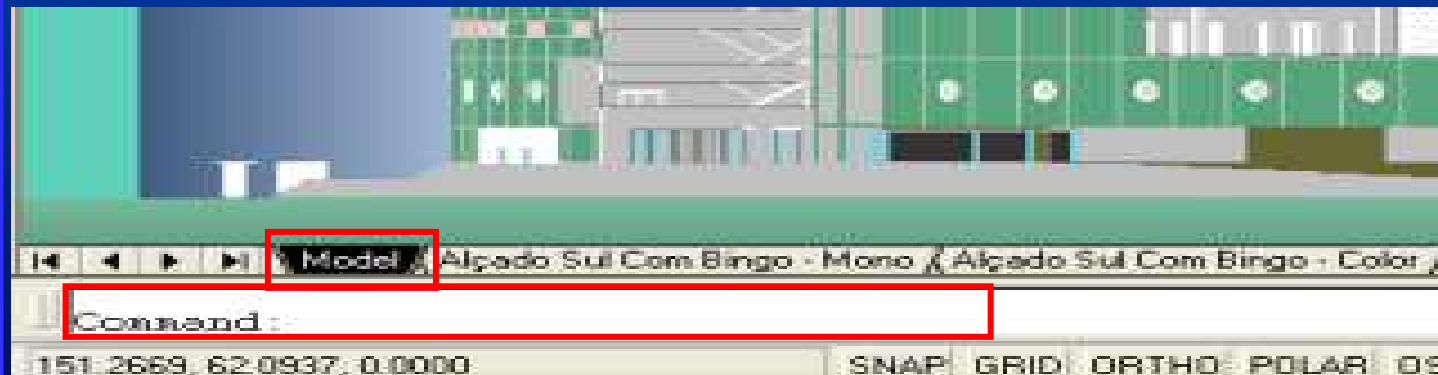 Model Alçado Sul Com Bingo - Mono Alçado Sul Com Bingo - Color
Command:
151.2669, 62.0937, 0.0000 SNAP GRID ORTHO POLAR OS